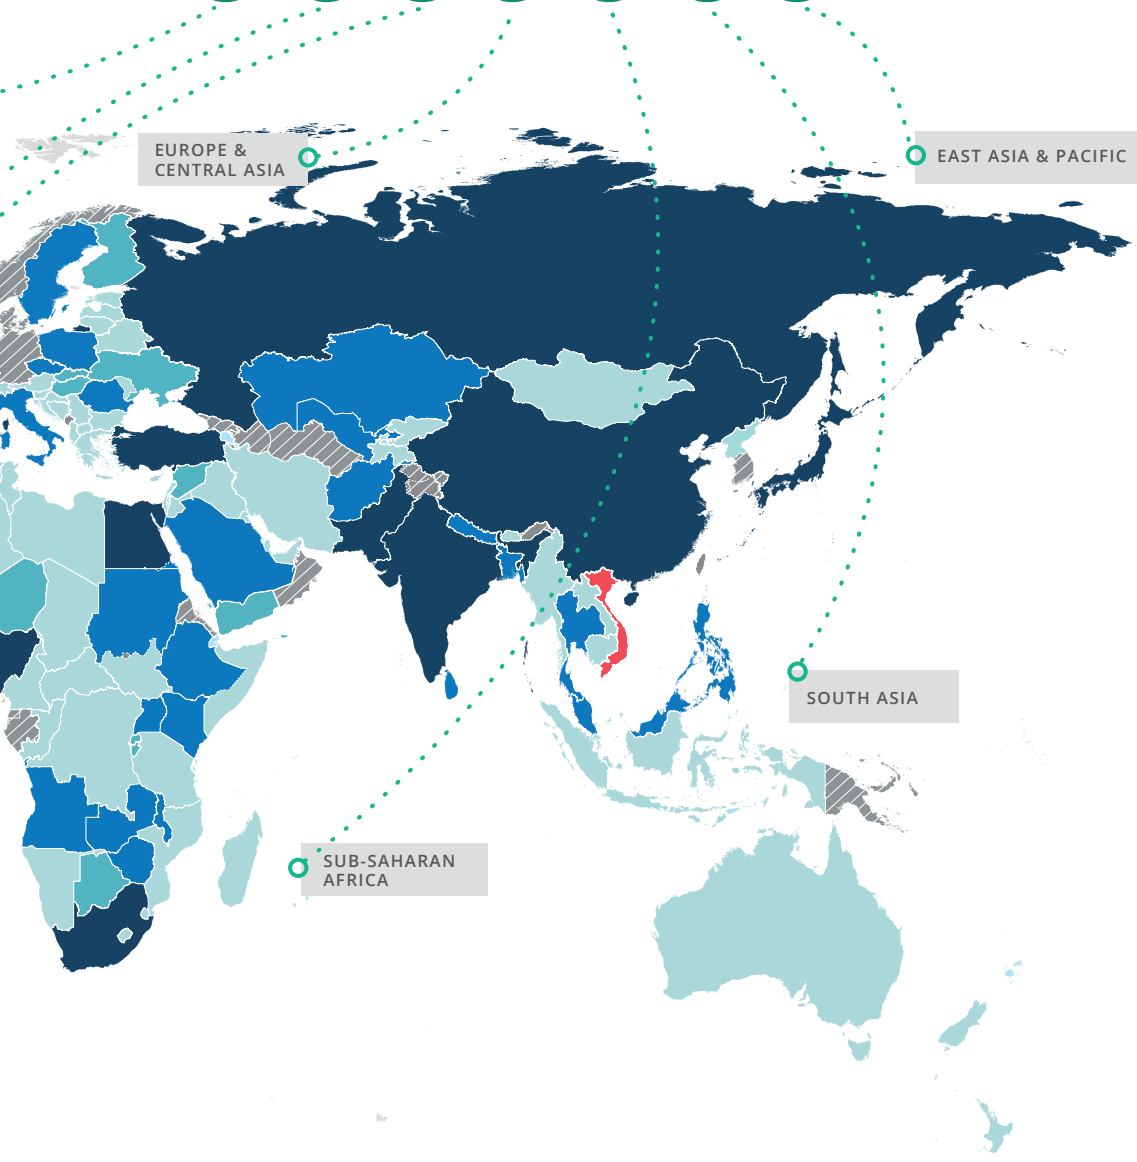 EUROPE &
CENTRAL ASIA
EAST ASIA & PACIFIC
SOUTH ASIA
SUB-SAHARAN
AFRICA